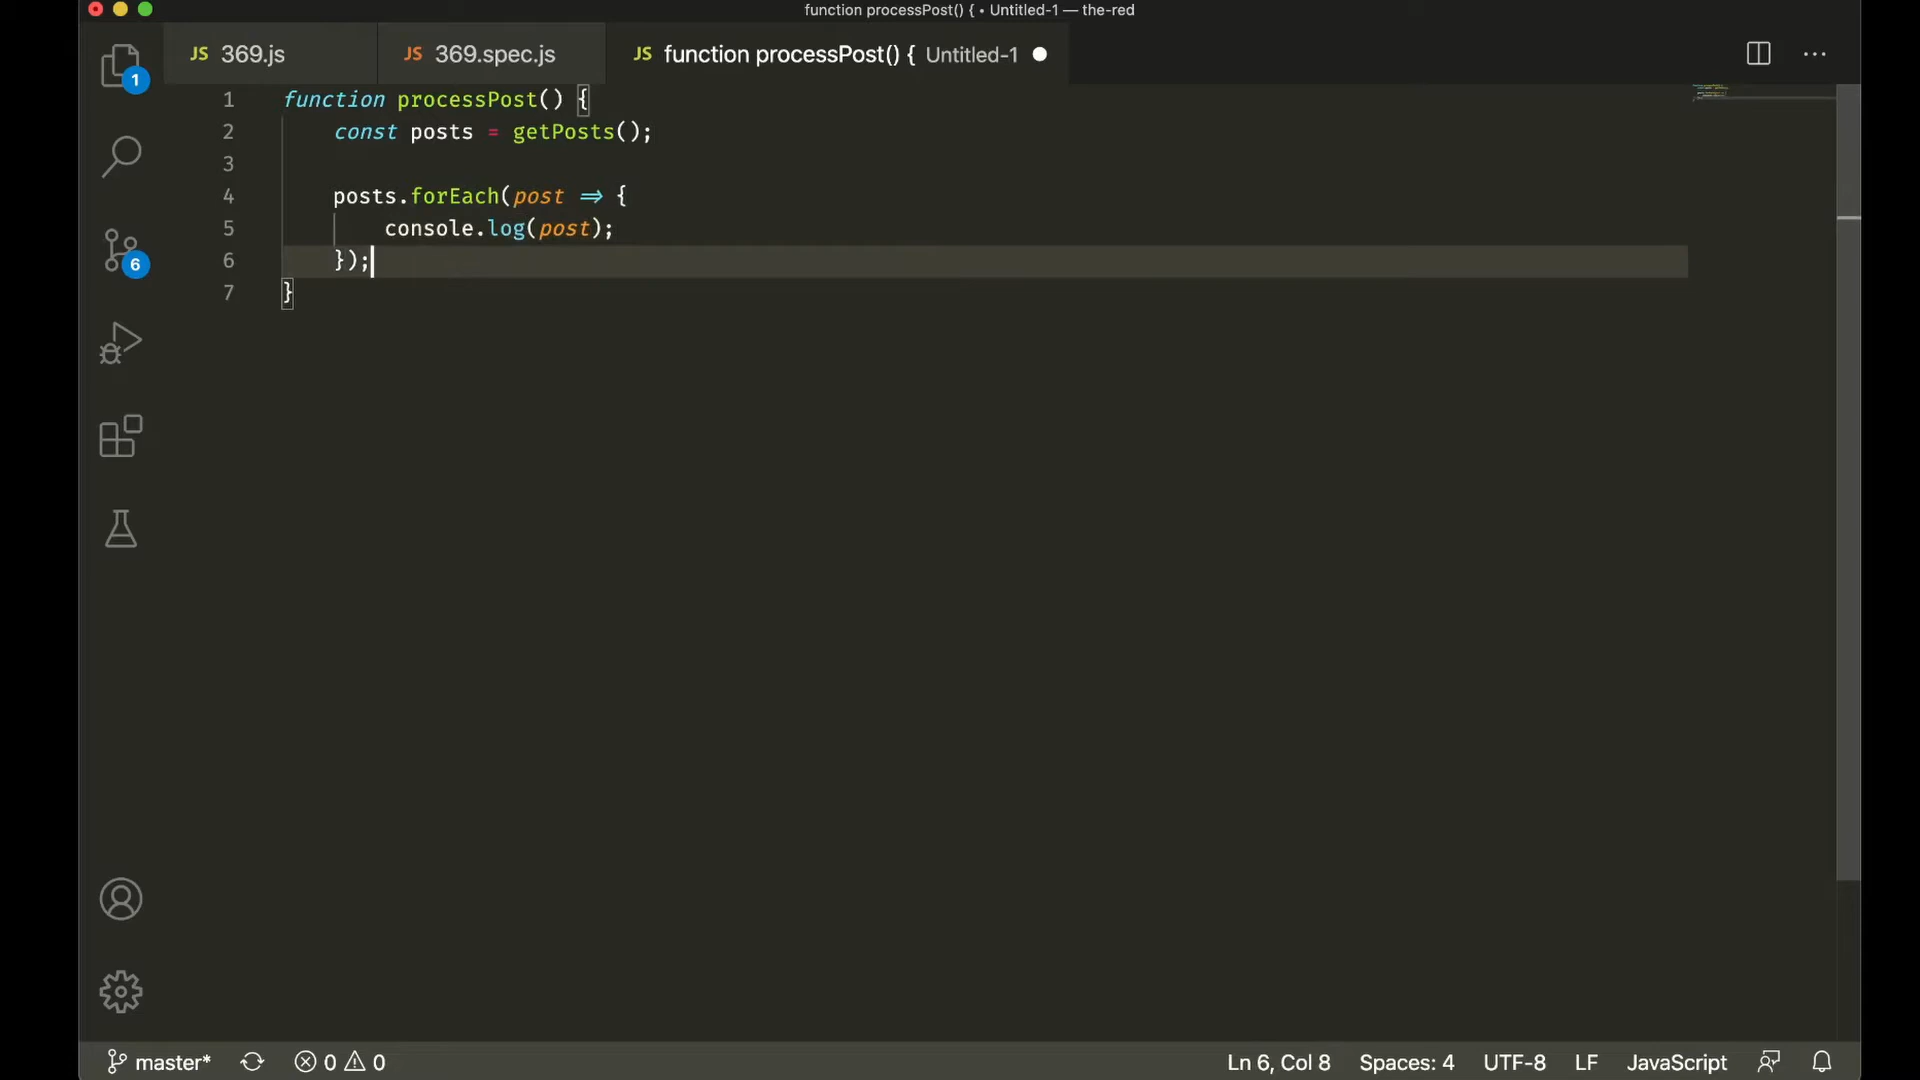 function processPost() { • Untitled-1 — the-red
JS 369.js
JS 369.spec.js
JS function processPost() { Untitled-1
1 function processPost() {
2 const posts = getPosts();
3
4 posts.forEach(post => {
5 console.log(post);
6 });
7 }
1
6
master* 0 0
Ln 6, Col 8 Spaces: 4 UTF-8 LF JavaScript